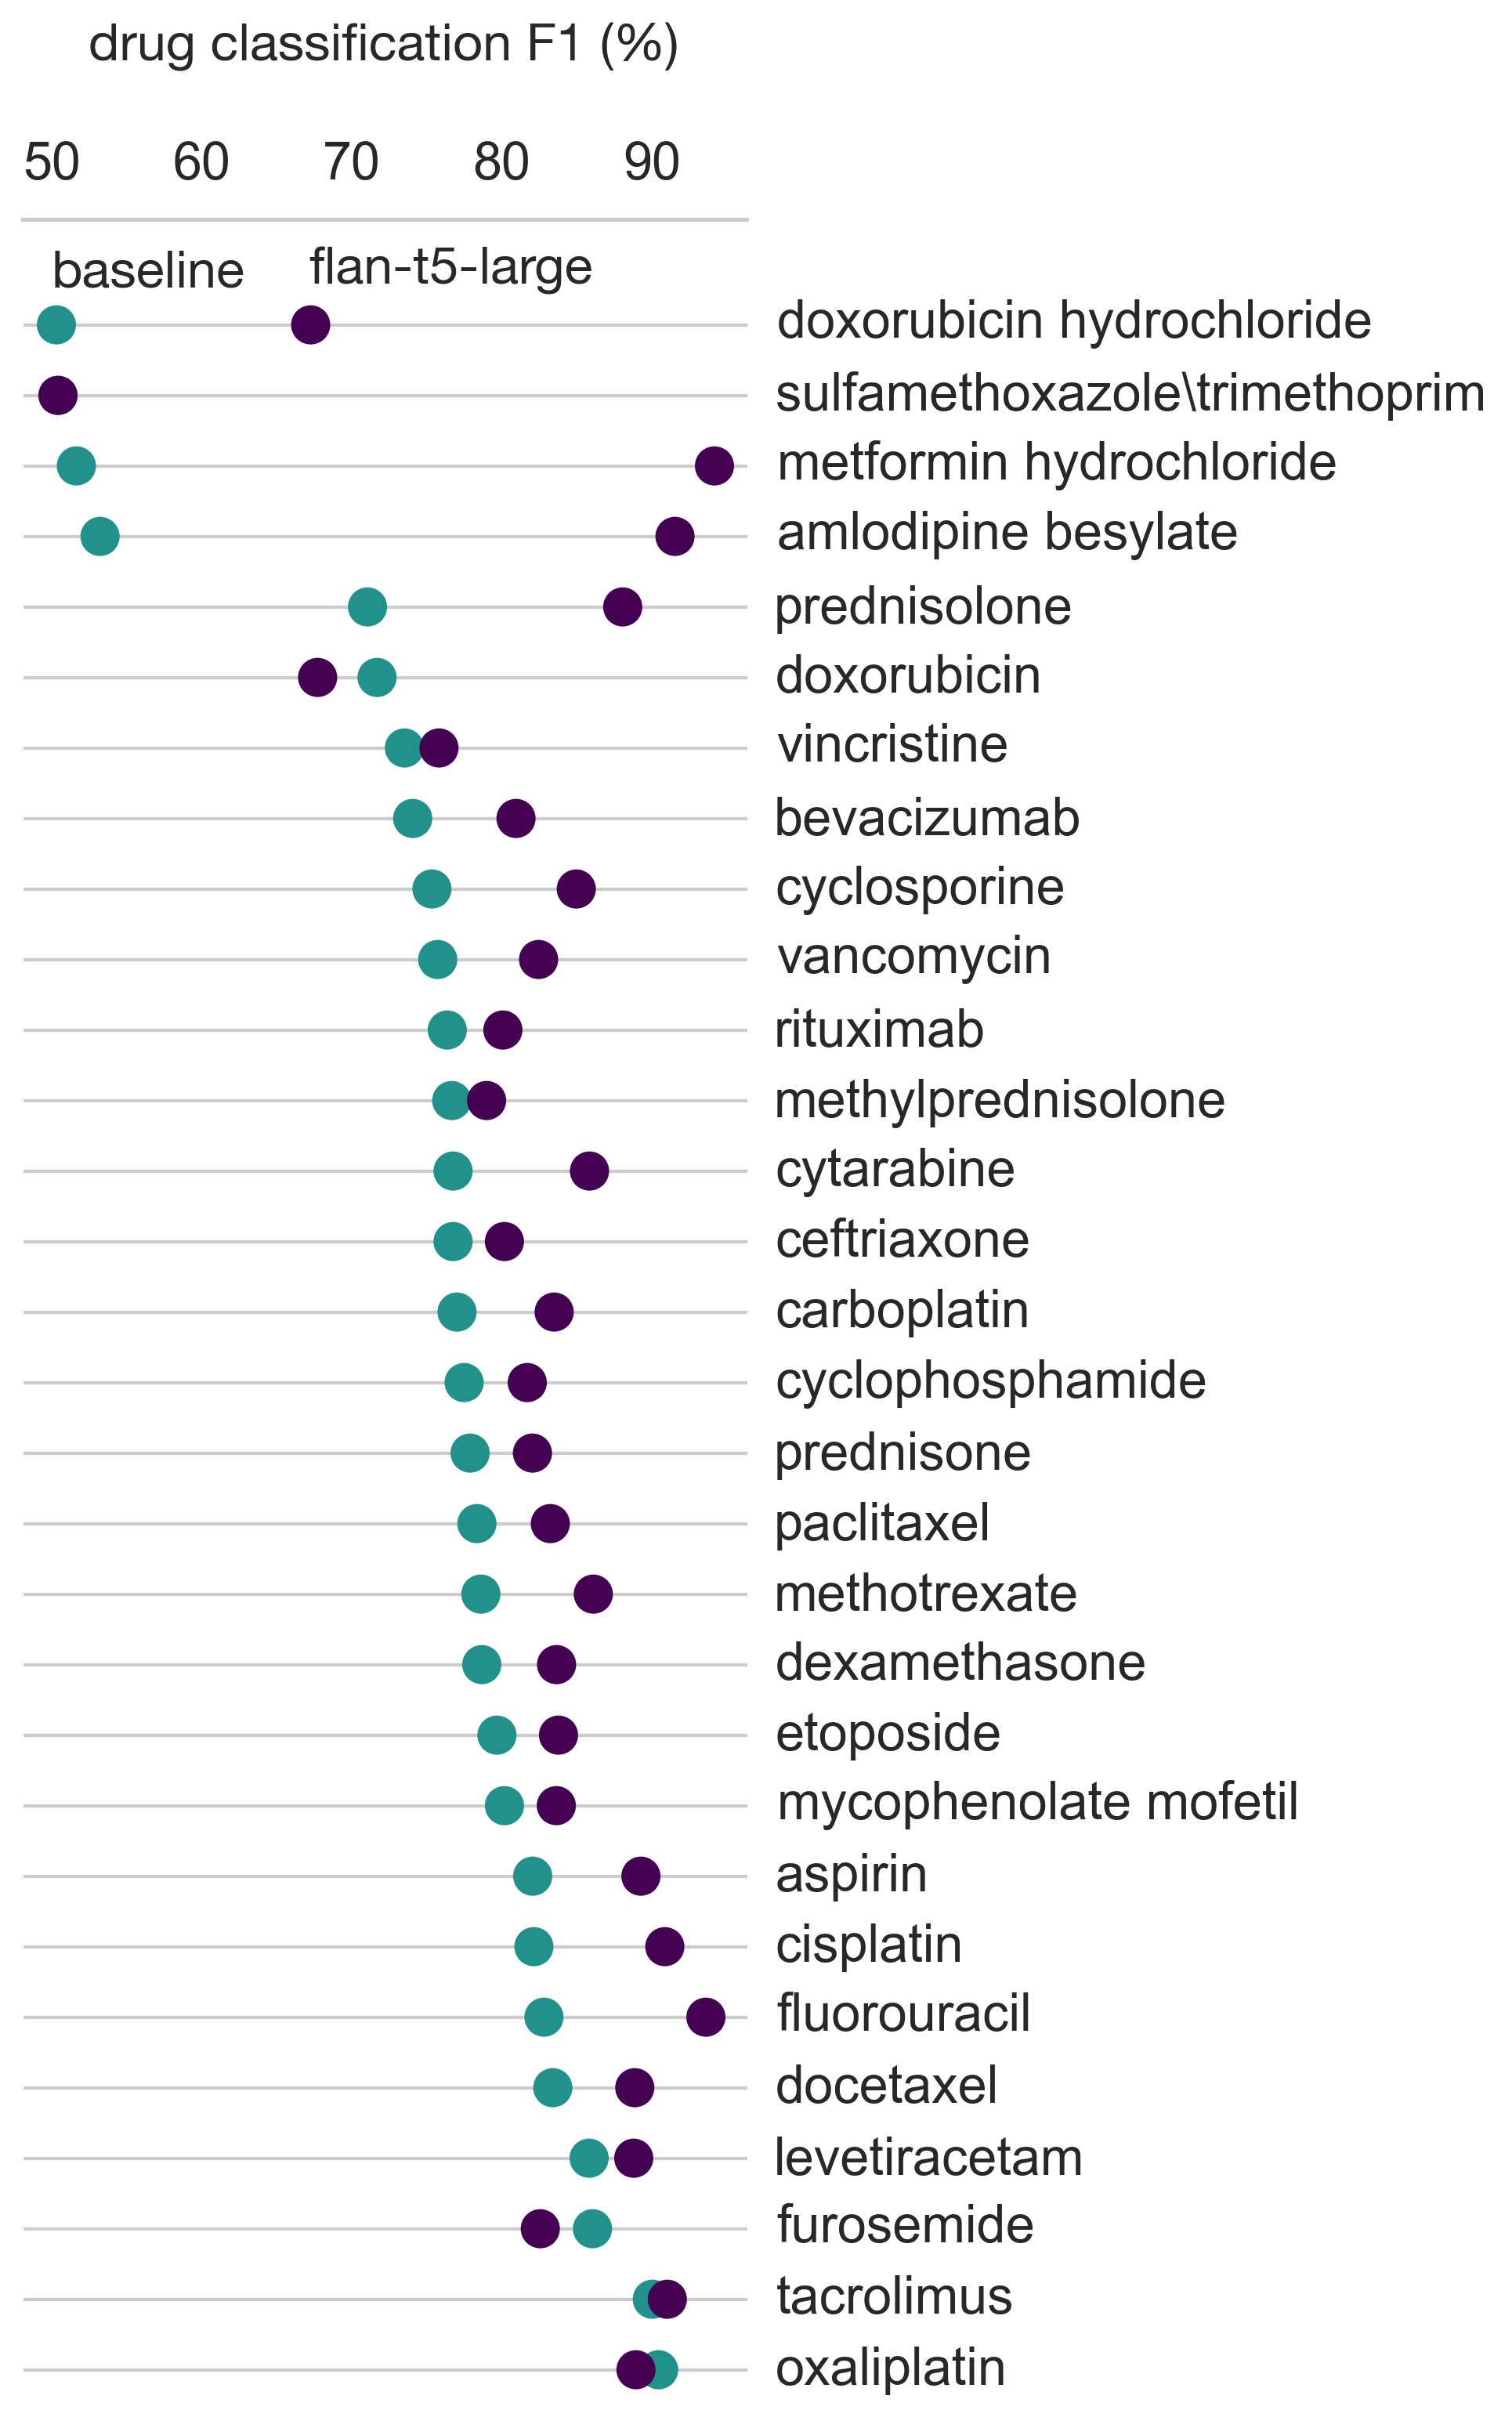 drug classification F1 (%)
50 60 70 80 90
baseline flan-t5-large
doxorubicin hydrochloride
sulfamethoxazole\trimethoprim
metformin hydrochloride
amlodipine besylate
prednisolone
doxorubicin
vincristine
bevacizumab
cyclosporine
vancomycin
rituximab
methylprednisolone
cytarabine
ceftriaxone
carboplatin
cyclophosphamide
prednisone
paclitaxel
methotrexate
dexamethasone
etoposide
mycophenolate mofetil
aspirin
cisplatin
fluorouracil
docetaxel
levetiracetam
furosemide
tacrolimus
oxaliplatin